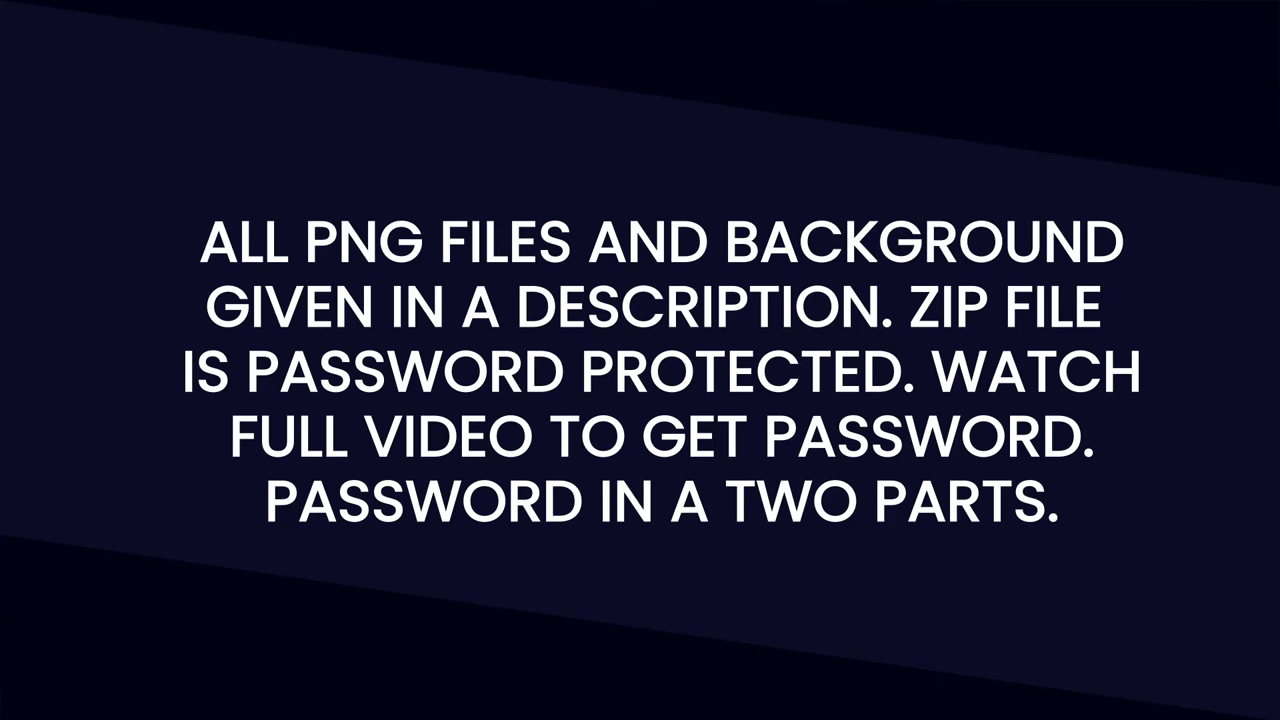 ALL PNG FILES AND BACKGROUND
GIVEN IN A DESCRIPTION. ZIP FILE
IS PASSWORD PROTECTED. WATCH
FULL VIDEO TO GET PASSWORD.
PASSWORD IN A TWO PARTS.